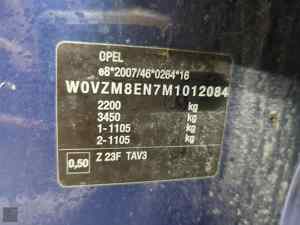 OPEL
e8*2007/46*0264*16
W0VZM8EN7M1012084
2200 kg
3450 kg
1-1105 kg
2-1105 kg
0,50 Z 23F TAV3